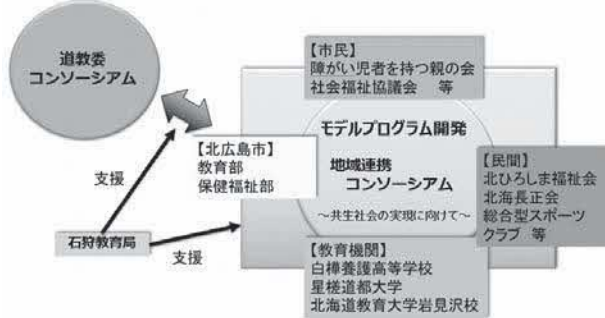 道教委
コンソーシアム
【市民】
障がい児者を持つ親の会
社会福祉協議会 等
モデルプログラム開発
【北広島市】
教育部
保健福祉部
地域連携
コンソーシアム
～共生社会の実現に向けて～
【民間】
北ひろしま福祉会
北海長正会
総合型スポーツ
クラブ 等
支援
石狩教育局
支援
【教育機関】
白樺養護高等学校
星槎道都大学
北海道教育大学岩見沢校